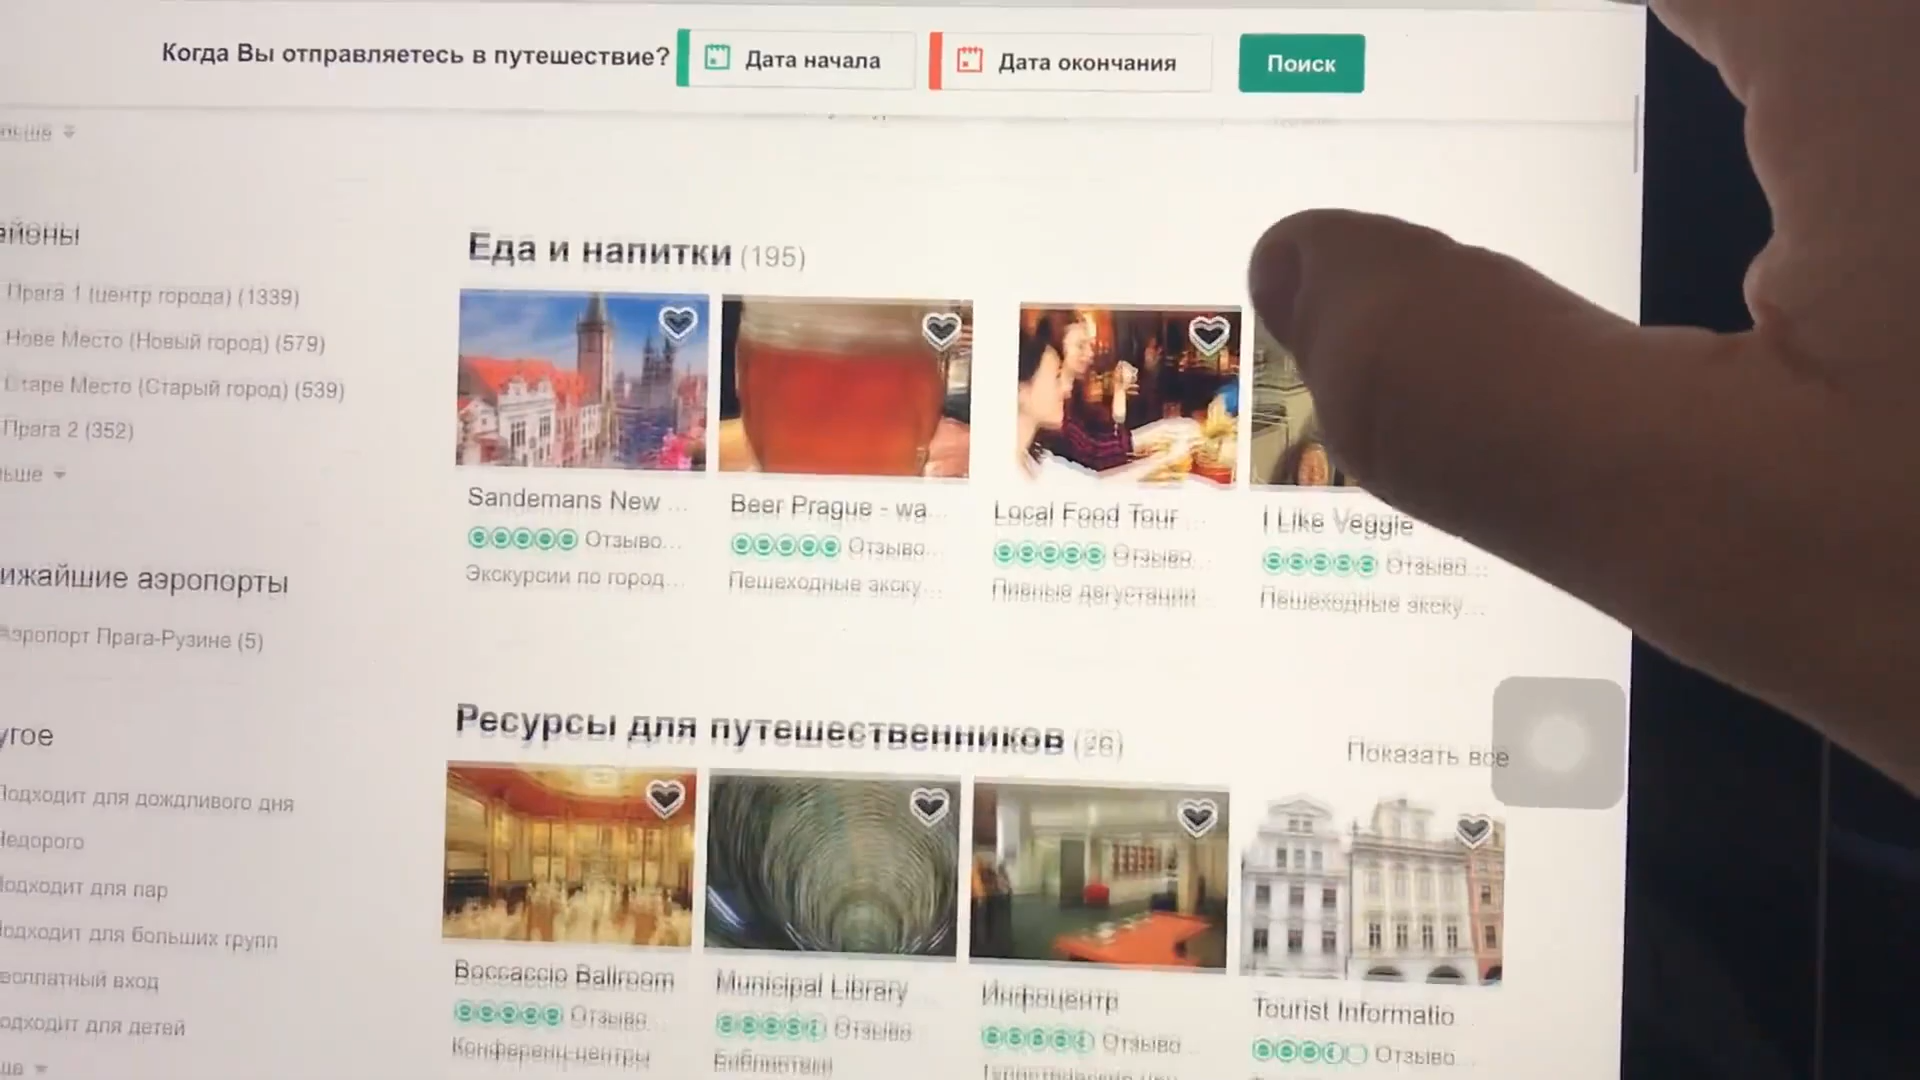 Когда Вы отправляетесь в путешествие?
Дата начала
Дата окончания
Поиск
Прага 1 (центр города) (1339)
Нове Место (Новый город) (579)
Старе Место (Старый город) (539)
Прага 2 (352)
аэропорты
Аэропорт Прага-Рузине (5)
Подходит для дождливого дня
Недорого
Подходит для пар
Подходит для больших групп
вход
для детей
Еда и напитки (195)
Sandemans New ...
Отзыво...
Экскурсии по город...
Beer Prague - wa...
Отзыво...
Пешеходные экску...
Local Food Tour ...
Отзыво...
Пивные дегустации
I Like Veggie
Отзыво...
Пешеходные экску...
Ресурсы для путешественников (26)
Показать все
Boccaccio Ballroom
Отзыво...
Конференц-центры
Municipal Library
Отзыво
Библиотеки
Инфоцентр
Отзыво...
Tourist Informatio
Отзыво...